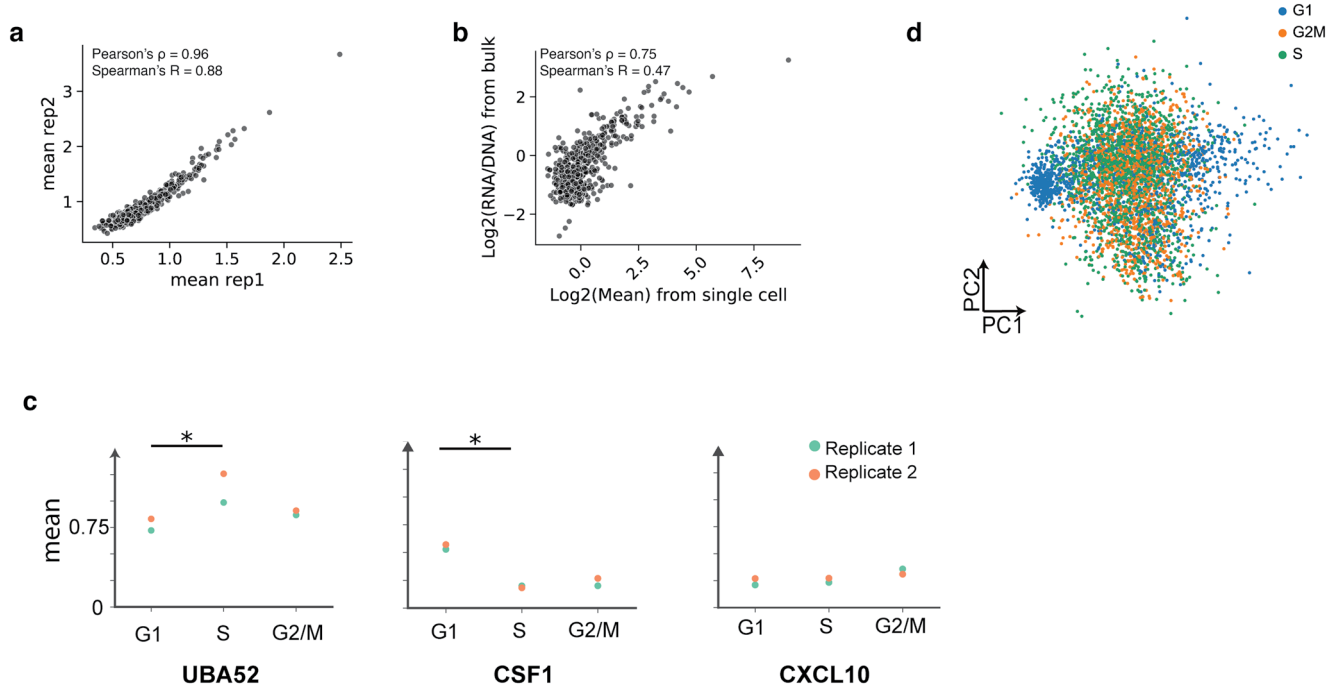 a
Pearson's ρ = 0.96
Spearman's R = 0.88
3
2
1
mean rep2
0.5
1.0
1.5
2.0
2.5
mean rep1
b
Pearson's ρ = 0.75
Spearman's R = 0.47
2
0
−2
Log2(RNA/DNA) from bulk
0.0
2.5
5.0
7.5
Log2(Mean) from single cell
d
G1
G2M
S
PC2
PC1
c
*
mean
0.75
0
G1
S
G2/M
UBA52
*
G1
S
G2/M
CSF1
Replicate 1
Replicate 2
G1
S
G2/M
CXCL10